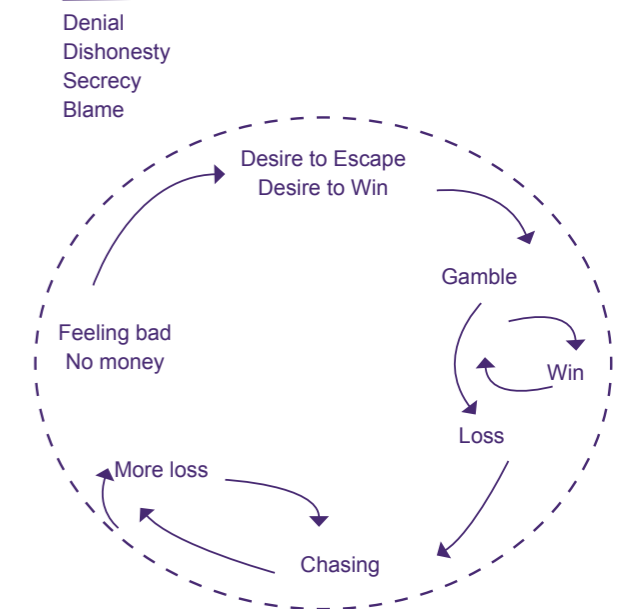 Denial
Dishonesty
Secrecy
Blame
Desire to Escape
Desire to Win
Gamble
Win
Loss
Chasing
More loss
Feeling bad
No money